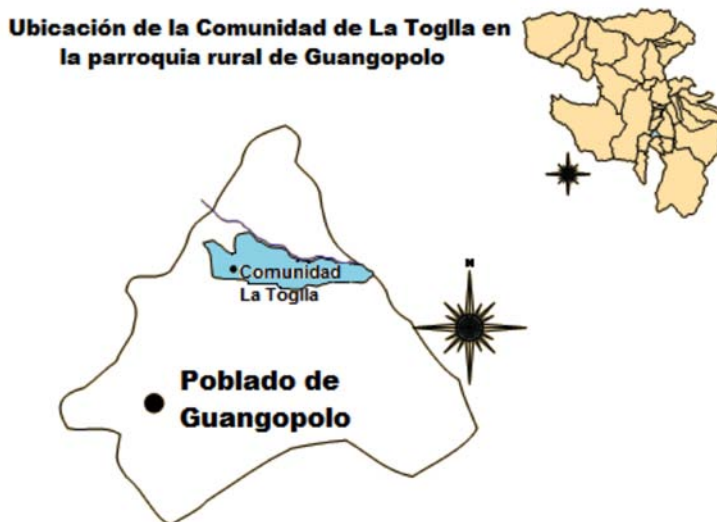 Ubicación de la Comunidad de La Toglla en
la parroquia rural de Guangopolo
N
Comunidad
La Toglla
Poblado de
Guangopolo